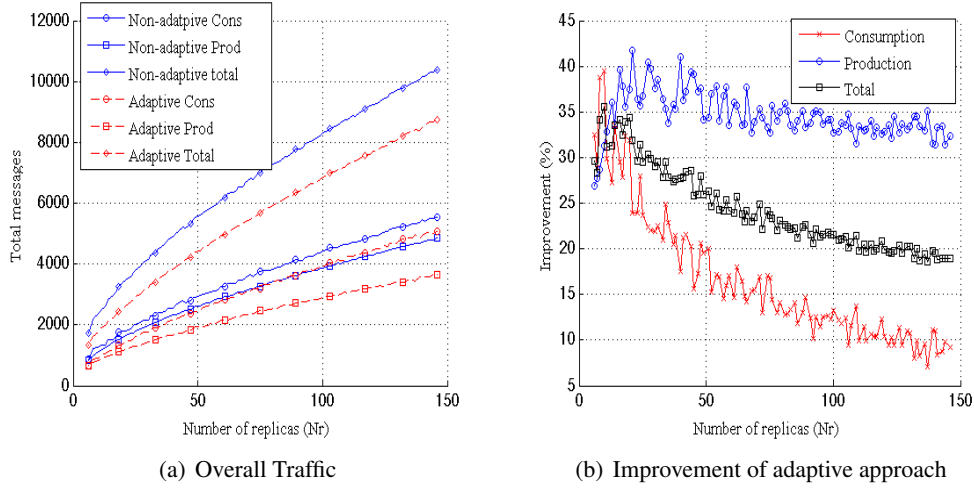 12000
10000
8000
6000
4000
2000
0
0
50
100
150
Total messages
Number of replicas (Nr)
Non-adatpive Cons
Non-adaptive Prod
Non-adaptive total
Adaptive Cons
Adaptive Prod
Adaptive Total
(a) Overall Traffic
45
40
35
30
25
20
15
10
5
0
50
100
150
Improvement (%)
Number of replicas (Nr)
Consumption
Production
Total
(b) Improvement of adaptive approach